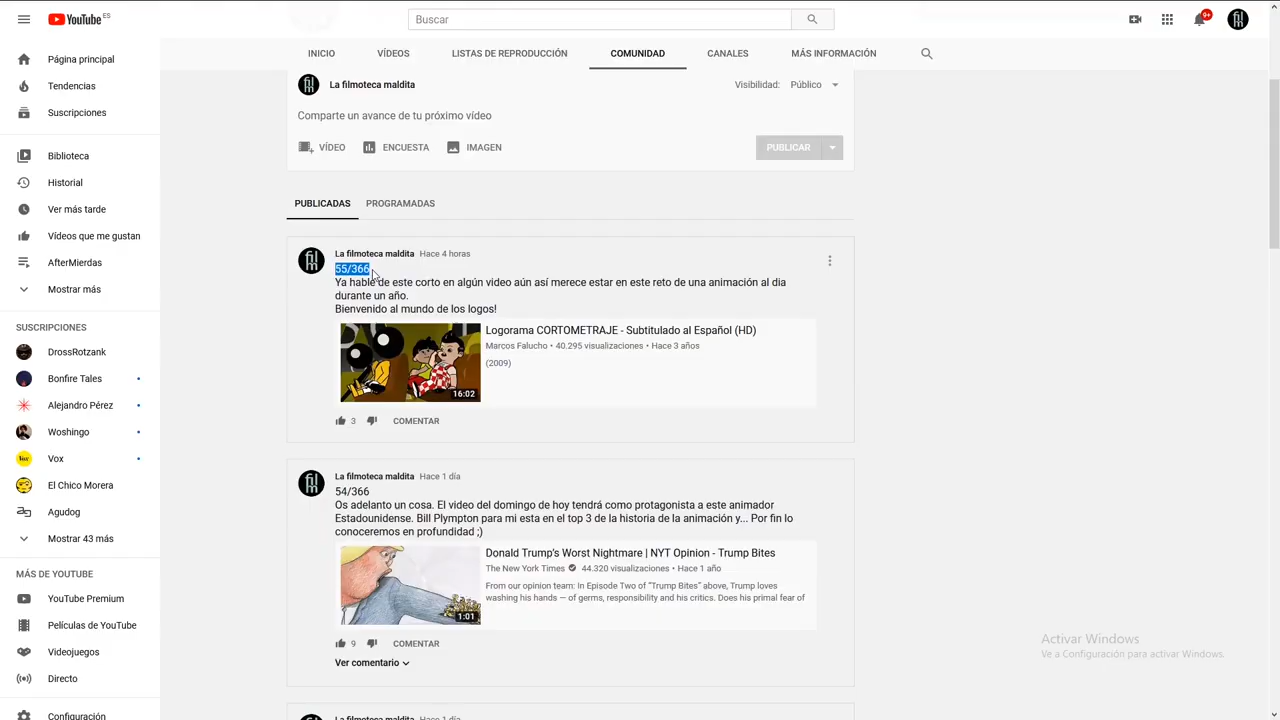 YouTube ES
Buscar
9+
film
INICIO
VÍDEOS
LISTAS DE REPRODUCCIÓN
COMUNIDAD
CANALES
MÁS INFORMACIÓN
Página principal
Tendencias
Suscripciones
Biblioteca
Historial
Ver más tarde
Vídeos que me gustan
AfterMierdas
Mostrar más
SUSCRIPCIONES
DrossRotzank
Bonfire Tales
Alejandro Pérez
Woshingo
Vox
El Chico Morera
Agudog
Mostrar 43 más
MÁS DE YOUTUBE
YouTube Premium
Películas de YouTube
Videojuegos
Directo
Configuración
La filmoteca maldita
Visibilidad: Público
Comparte un avance de tu próximo vídeo
VÍDEO
ENCUESTA
IMAGEN
PUBLICAR
PUBLICADAS
PROGRAMADAS
La filmoteca maldita Hace 4 horas
55/366
Ya hablé de este corto en algún video aún así merece estar en este reto de una animación al dia
durante un año.
Bienvenido al mundo de los logos!
16:02
Logorama CORTOMETRAJE - Subtitulado al Español (HD)
Marcos Falucho • 40.295 visualizaciones • Hace 3 años
(2009)
3
COMENTAR
La filmoteca maldita Hace 1 día
54/366
Os adelanto un cosa. El video del domingo de hoy tendrá como protagonista a este animador
Estadounidense. Bill Plympton para mi esta en el top 3 de la historia de la animación y... Por fin lo
conoceremos en profundidad ;)
1:01
Donald Trump's Worst Nightmare | NYT Opinion - Trump Bites
The New York Times 44.320 visualizaciones • Hace 1 año
From our opinion team: In Episode Two of "Trump Bites" above, Trump loves
washing his hands — of germs, responsibility and his critics. Does his primal fear of
9
COMENTAR
Ver comentario
La filmoteca maldita Hace 1 día
Activar Windows
Ve a Configuración para activar Windows.